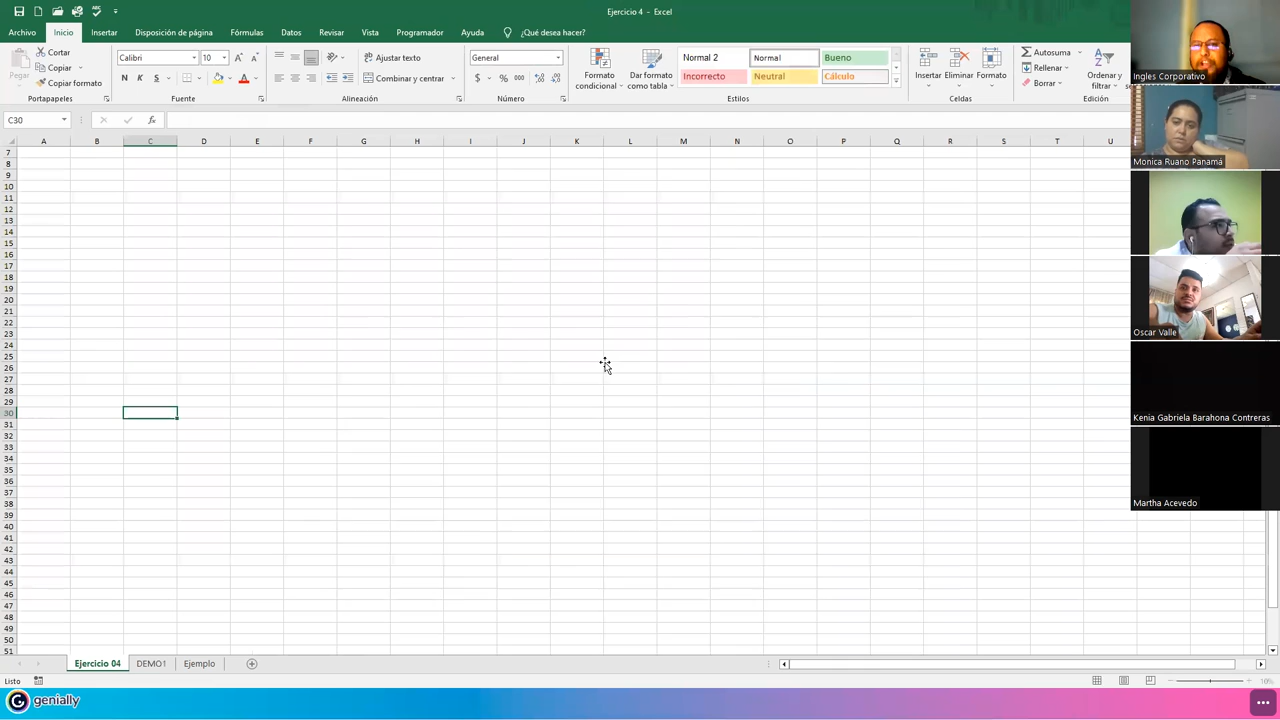 Ejercicio 4 - Excel
Archivo Inicio Insertar Disposición de página Fórmulas Datos Revisar Vista Programador Ayuda ¿Qué desea hacer?
Pegar
Cortar
Copiar
Copiar formato
Portapapeles
Calibri 10
N K S
Fuente
Ajustar texto
Combinar y centrar
Alineación
General
$ % 000
Número
Formato condicional
Dar formato como tabla
Normal 2 Normal Bueno
Incorrecto Neutral Cálculo
Estilos
Insertar Eliminar Formato
Celdas
Autosuma
Rellenar
Borrar
Ordenar y filtrar
Edición
C30
fx
A B C D E F G H I J K L M N O P Q R S T U
7
8
9
10
11
12
13
14
15
16
17
18
19
20
21
22
23
24
25
26
27
28
29
30
31
32
33
34
35
36
37
38
39
40
41
42
43
44
45
46
47
48
49
50
51
Ingles Corporativo
Monica Ruano Panamá
Oscar Valle
Kenia Gabriela Barahona Contreras
Martha Acevedo
Ejercicio 04 DEMO1 Ejemplo
Listo
genially